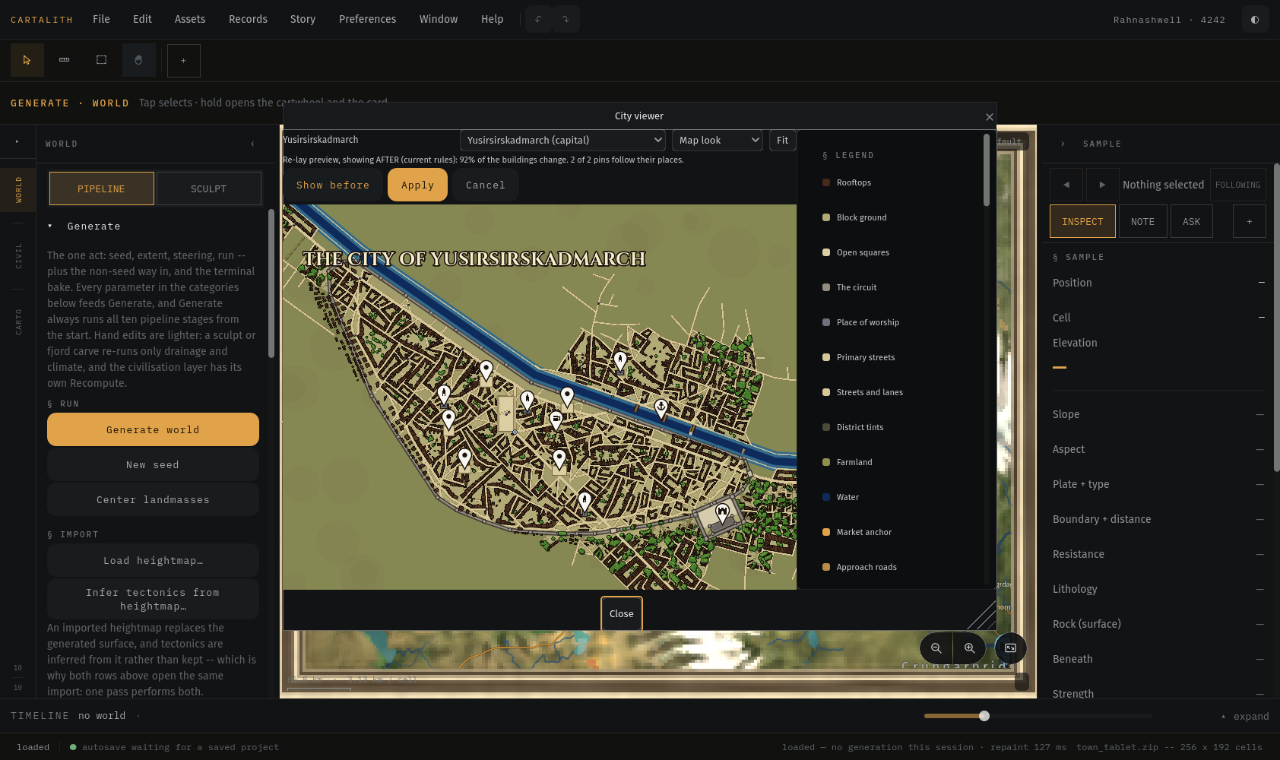 CARTALITH File Edit Assets Records Story Preferences Window Help Rahnashwell · 4242
+
GENERATE · WORLD Tap selects · hold opens the cartwheel and the card
WORLD
CIVIL
CARTO
10
10
WORLD
PIPELINE SCULPT
Generate
The one act: seed, extent, steering, run --
plus the non-seed way in, and the terminal
bake. Every parameter in the categories
below feeds Generate, and Generate
always runs all ten pipeline stages from
the start. Hand edits are lighter: a sculpt or
fjord carve re-runs only drainage and
climate, and the civilisation layer has its
own Recompute.
§ RUN
Generate world
New seed
Center landmasses
§ IMPORT
Load heightmap…
Infer tectonics from
heightmap…
An imported heightmap replaces the
generated surface, and tectonics are
inferred from it rather than kept -- which is
why both rows above open the same
import: one pass performs both.
City viewer
Yusirsirskadmarch Yusirsirskadmarch (capital) Map look Fit
Re-lay preview, showing AFTER (current rules): 92% of the buildings change. 2 of 2 pins follow their places.
Show before Apply Cancel
THE CITY OF YUSIRSIRSKADMARCH
§ LEGEND
Rooftops
Block ground
Open squares
The circuit
Place of worship
Primary streets
Streets and lanes
District tints
Farmland
Water
Market anchor
Approach roads
Close
SAMPLE
Nothing selected FOLLOWING
INSPECT NOTE ASK +
§ SAMPLE
Position —
Cell —
Elevation
Slope —
Aspect —
Plate + type —
Boundary + distance —
Resistance —
Lithology —
Rock (surface) —
Beneath —
Strength —
TIMELINE no world · expand
loaded autosave waiting for a saved project loaded — no generation this session · repaint 127 ms town_tablet.zip -- 256 x 192 cells